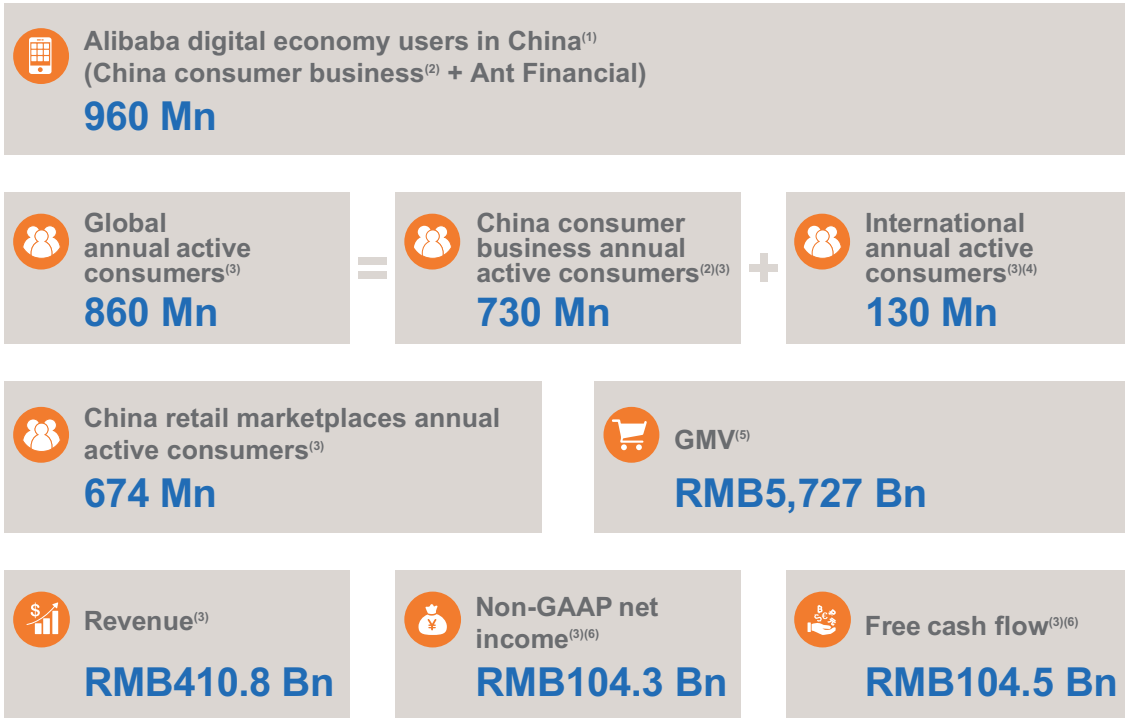 Alibaba digital economy users in China(1)
(China consumer business(2) + Ant Financial)
960 Mn
Global
annual active
consumers(3)
860 Mn
=
China consumer
business annual
active consumers(2)(3)
730 Mn
+
International
annual active
consumers(3)(4)
130 Mn
China retail marketplaces annual
active consumers(3)
674 Mn
GMV(5)
RMB5,727 Bn
$
Revenue(3)
RMB410.8 Bn
¥
Non-GAAP net
income(3)(6)
RMB104.3 Bn
Free cash flow(3)(6)
RMB104.5 Bn